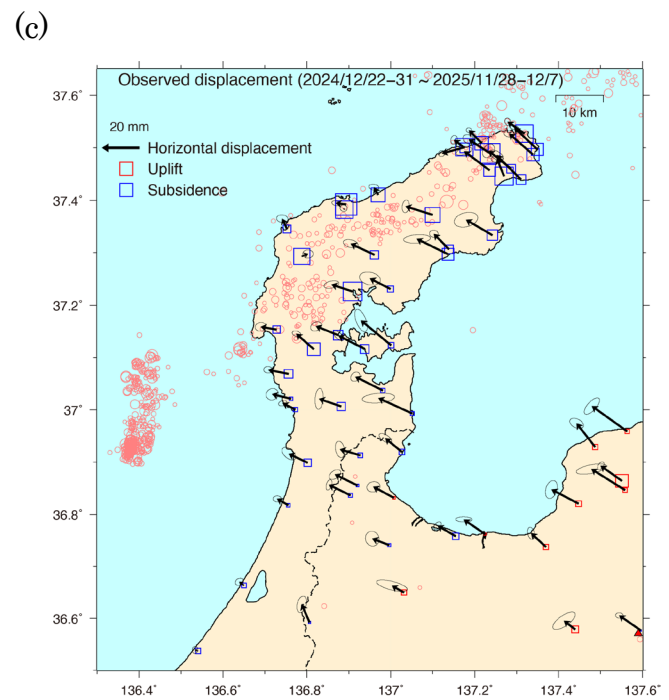 (c)
Observed displacement (2024/12/22−31 ~ 2025/11/28−12/7)
10 km
20 mm
Horizontal displacement
Uplift
Subsidence
37.6˚
37.4˚
37.2˚
37˚
36.8˚
36.6˚
136.4˚ 136.6˚ 136.8˚ 137˚ 137.2˚ 137.4˚ 137.6˚